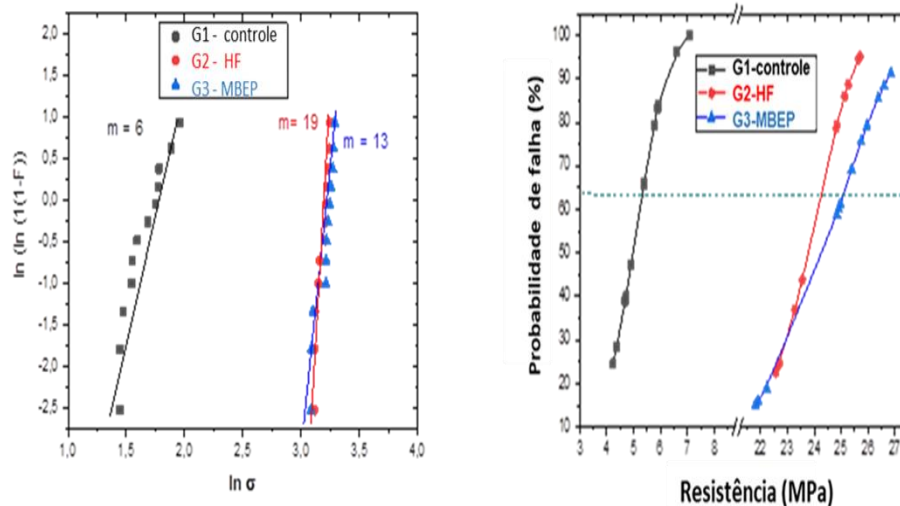 ln (ln (1(1-F))
2,0
1,5
1,0
0,5
0,0
-0,5
-1,0
-1,5
-2,0
-2,5
1,0 1,5 2,0 2,5 3,0 3,5 4,0
ln σ
G1 - controle
G2 - HF
G3 - MBEP
m = 6
m= 19
m = 13
Probabilidade de falha (%)
100
90
80
70
60
50
40
30
20
10
3 4 5 6 7 8 22 23 24 25 26 27
Resistência (MPa)
G1-controle
G2-HF
G3-MBEP